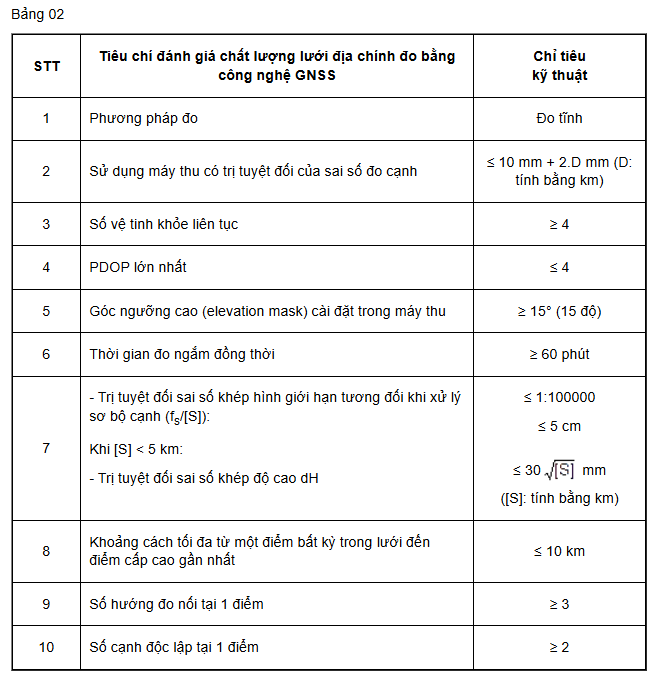 Bảng 02
STT
Tiêu chí đánh giá chất lượng lưới địa chính đo bằng
công nghệ GNSS
Chỉ tiêu
kỹ thuật
1
Phương pháp đo
Đo tĩnh
2
Sử dụng máy thu có trị tuyệt đối của sai số đo cạnh
≤ 10 mm + 2.D mm (D:
tính bằng km)
3
Số vệ tinh khỏe liên tục
≥ 4
4
PDOP lớn nhất
≤ 4
5
Góc ngưỡng cao (elevation mask) cài đặt trong máy thu
≥ 15° (15 độ)
6
Thời gian đo ngắm đồng thời
≥ 60 phút
7
- Trị tuyệt đối sai số khép hình giới hạn tương đối khi xử lý
sơ bộ cạnh (fS/[S]):
Khi [S] < 5 km:
- Trị tuyệt đối sai số khép độ cao dH
≤ 1:100000
≤ 5 cm
≤ 30 √[S] mm
([S]: tính bằng km)
8
Khoảng cách tối đa từ một điểm bất kỳ trong lưới đến
điểm cấp cao gần nhất
≤ 10 km
9
Số hướng đo nối tại 1 điểm
≥ 3
10
Số cạnh độc lập tại 1 điểm
≥ 2